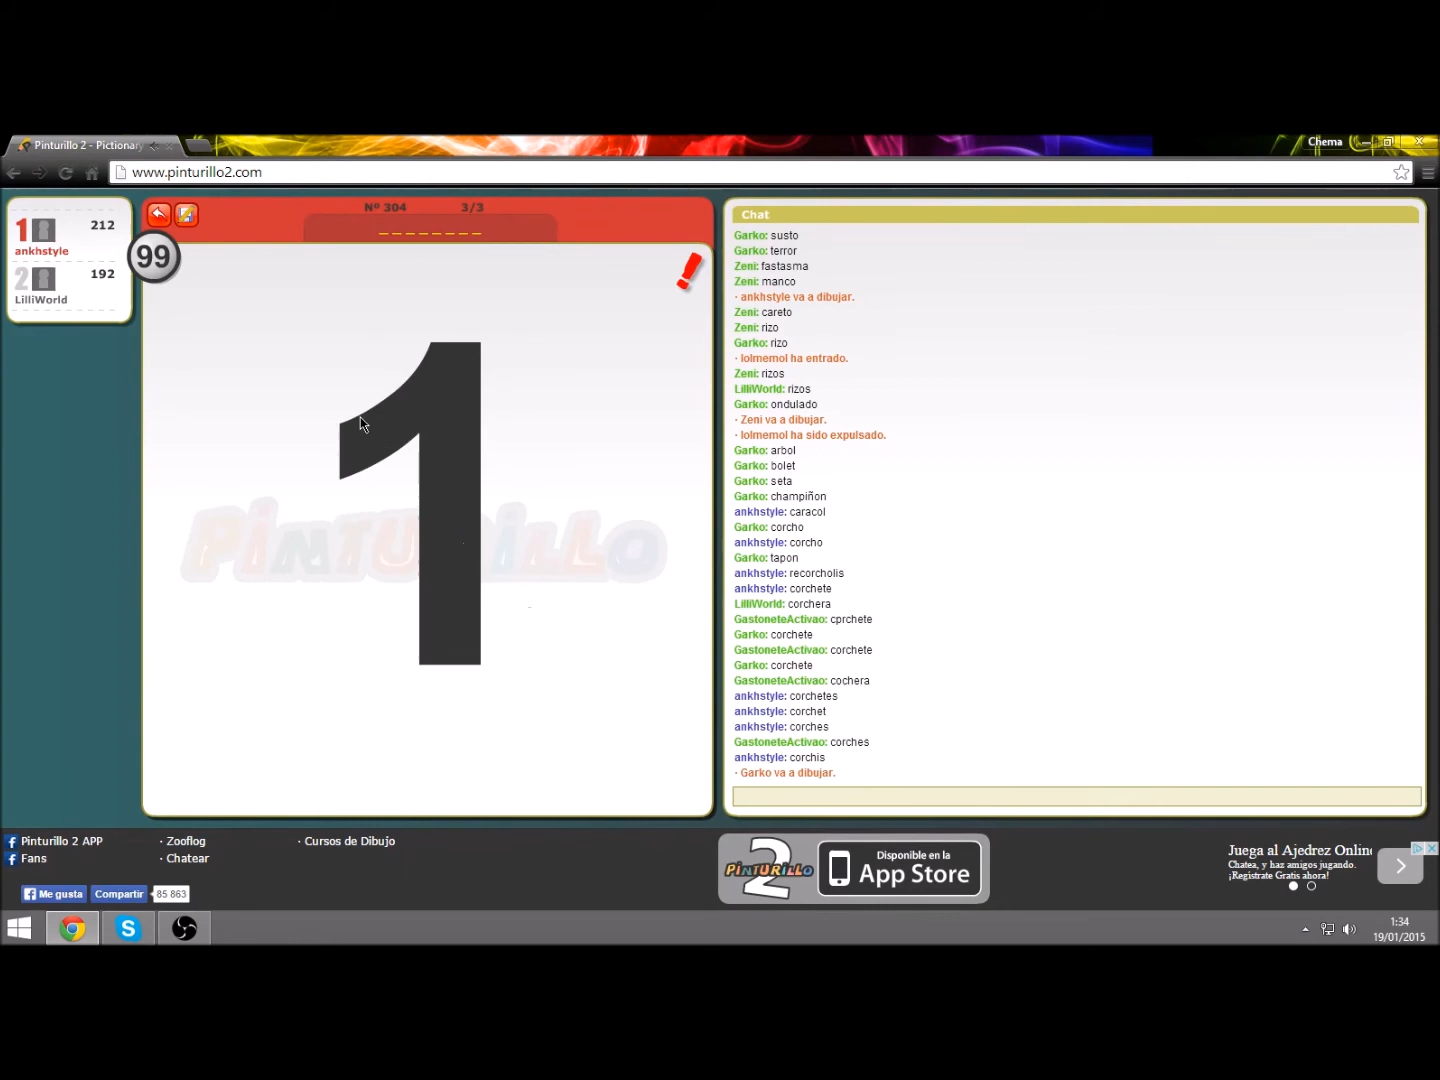 Pinturillo 2 - Pictionar
Chema
www.pinturillo2.com
1 212
ankhstyle
2 192
LilliWorld
99
Nº 304 3/3
________
!
1
PINTURILLO
Chat
Garko: susto
Garko: terror
Zeni: fastasma
Zeni: manco
· ankhstyle va a dibujar.
Zeni: careto
Zeni: rizo
Garko: rizo
· lolmemol ha entrado.
Zeni: rizos
LilliWorld: rizos
Garko: ondulado
· Zeni va a dibujar.
· lolmemol ha sido expulsado.
Garko: arbol
Garko: bolet
Garko: seta
Garko: champiñon
ankhstyle: caracol
Garko: corcho
ankhstyle: corcho
Garko: tapon
ankhstyle: recorcholis
ankhstyle: corchete
LilliWorld: corchera
GastoneteActivao: cprchete
Garko: corchete
GastoneteActivao: corchete
Garko: corchete
GastoneteActivao: cochera
ankhstyle: corchetes
ankhstyle: corchet
ankhstyle: corches
GastoneteActivao: corches
ankhstyle: corchis
· Garko va a dibujar.
Pinturillo 2 APP
Fans
· Zooflog
· Chatear
· Cursos de Dibujo
Me gusta
Compartir
85 863
PINTURILLO 2
Disponible en la
App Store
Juega al Ajedrez Online
Chatea, y haz amigos jugando.
¡Registrate Gratis ahora!
1:34
19/01/2015